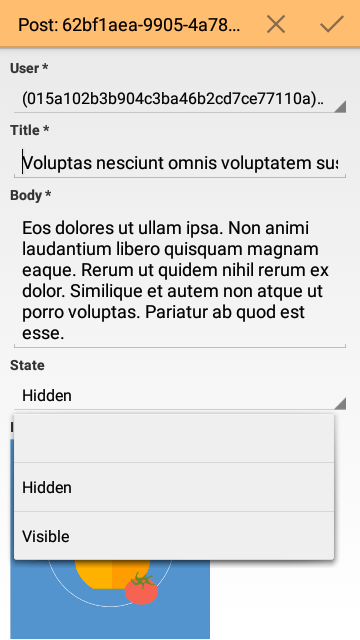 Post: 62bf1aea-9905-4a78...
User *
(015a102b3b904c3ba46b2cd7ce77110a)..
Title *
Voluptas nesciunt omnis voluptatem
Body *
Eos dolores ut ullam ipsa. Non animi
laudantium libero quisquam magnam
eaque. Rerum ut quidem nihil rerum ex
dolor. Similique et autem non atque ut
porro voluptas. Pariatur ab quod est
esse.
State
Hidden
Hidden
Visible